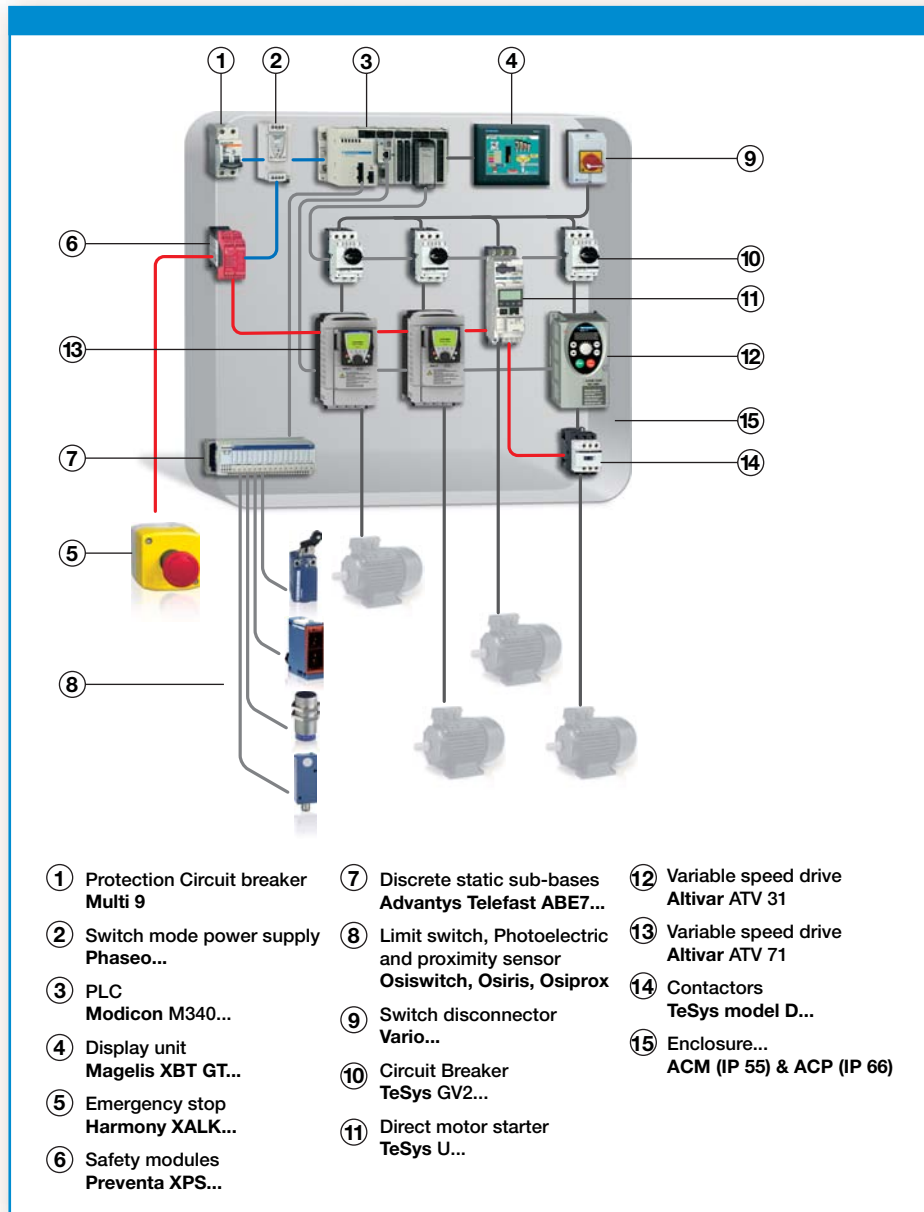 1
2
3
4
9
6
10
11
13
12
15
7
14
5
8
1 Protection Circuit breaker
Multi 9
2 Switch mode power supply
Phaseo...
3 PLC
Modicon M340...
4 Display unit
Magelis XBT GT...
5 Emergency stop
Harmony XALK...
6 Safety modules
Preventa XPS...
7 Discrete static sub-bases
Advantys Telefast ABE7...
8 Limit switch, Photoelectric
and proximity sensor
Osiswitch, Osiris, Osiprox
9 Switch disconnector
Vario...
10 Circuit Breaker
TeSys GV2...
11 Direct motor starter
TeSys U...
12 Variable speed drive
Altivar ATV 31
13 Variable speed drive
Altivar ATV 71
14 Contactors
TeSys model D...
15 Enclosure...
ACM (IP 55) & ACP (IP 66)